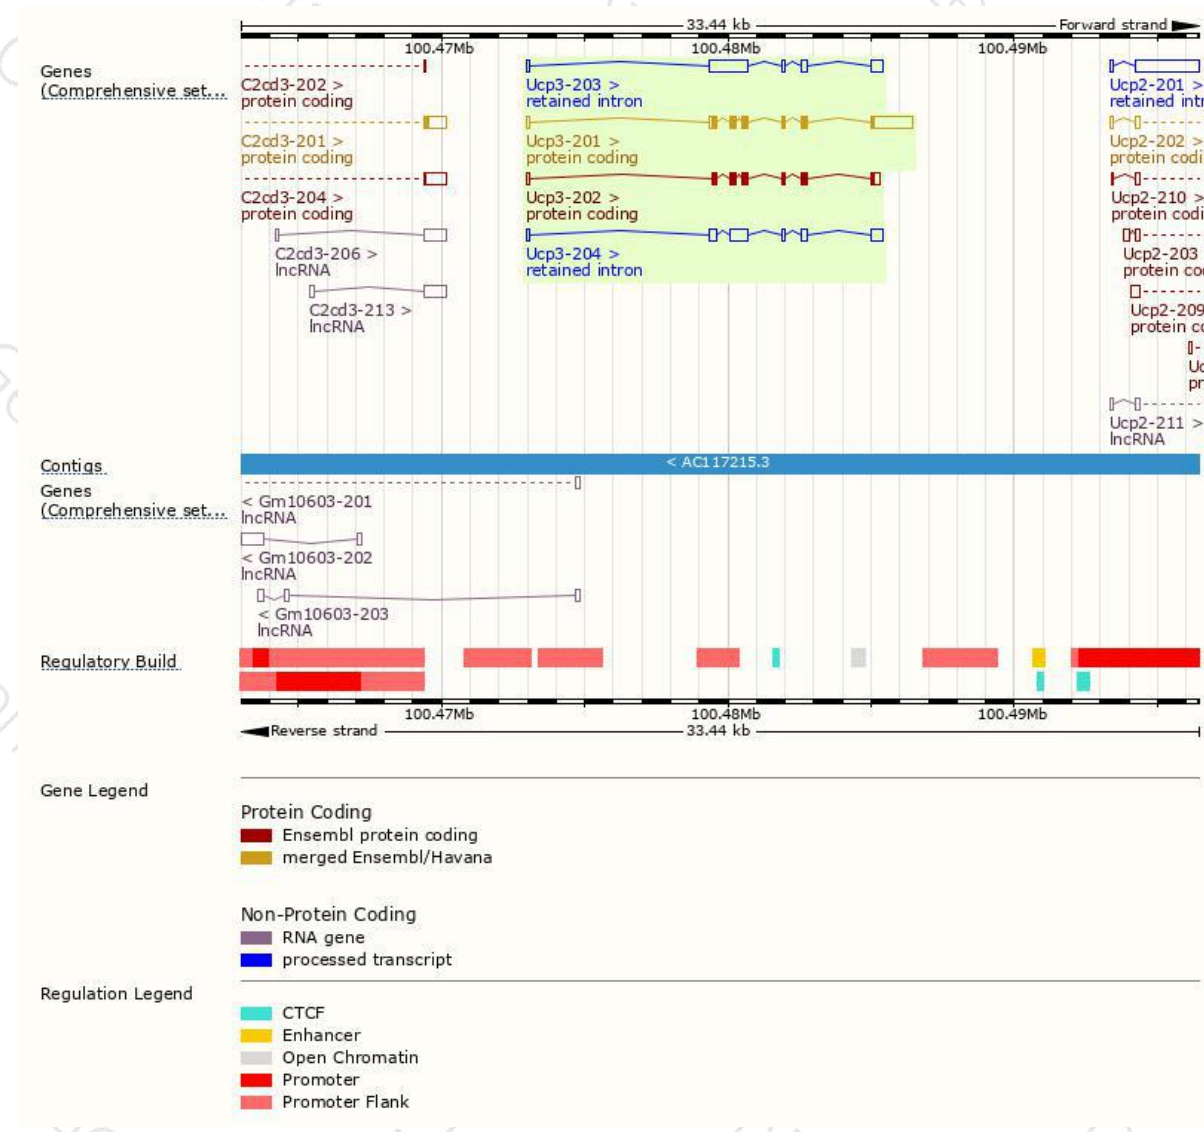 33.44 kb
Forward strand
100.47Mb 100.48Mb 100.49Mb
Genes
(Comprehensive set...
C2cd3-202 >
protein coding
Ucp3-203 >
retained intron
Ucp2-201 >
retained intr
C2cd3-201 >
protein coding
Ucp3-201 >
protein coding
Ucp2-202 >
protein codi
C2cd3-204 >
protein coding
Ucp3-202 >
protein coding
Ucp2-210 >
protein codi
C2cd3-206 >
lncRNA
Ucp3-204 >
retained intron
Ucp2-203
protein co
C2cd3-213 >
lncRNA
Ucp2-209
protein c
Uc
pr
Ucp2-211 >
lncRNA
Contigs
< AC117215.3
Genes
(Comprehensive set...
< Gm10603-201
lncRNA
< Gm10603-202
lncRNA
< Gm10603-203
lncRNA
Regulatory Build
100.47Mb 100.48Mb 100.49Mb
Reverse strand
33.44 kb
Gene Legend
Protein Coding
Ensembl protein coding
merged Ensembl/Havana
Non-Protein Coding
RNA gene
processed transcript
Regulation Legend
CTCF
Enhancer
Open Chromatin
Promoter
Promoter Flank